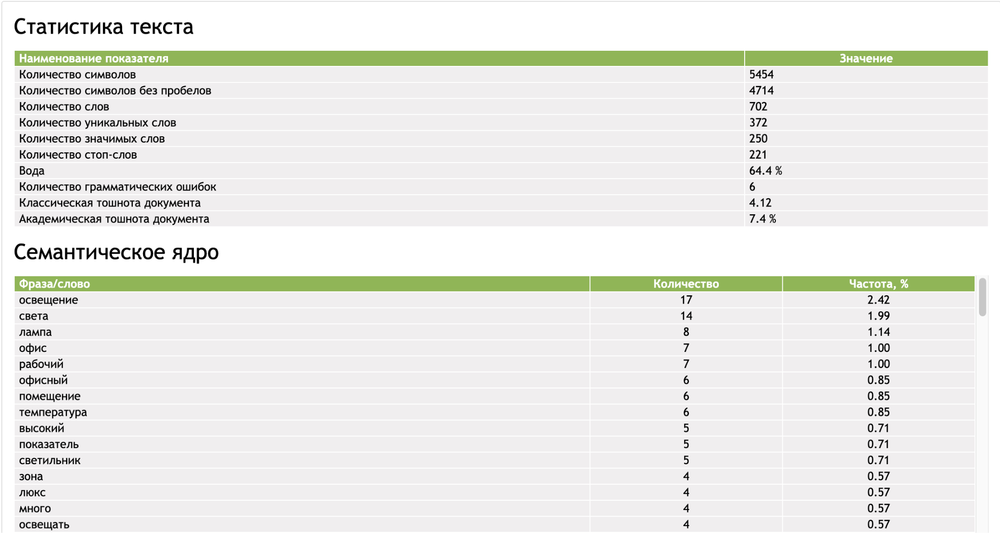 Статистика текста
Наименование показателя Значение
Количество символов 5454
Количество символов без пробелов 4714
Количество слов 702
Количество уникальных слов 372
Количество значимых слов 250
Количество стоп-слов 221
Вода 64.4 %
Количество грамматических ошибок 6
Классическая тошнота документа 4.12
Академическая тошнота документа 7.4 %
Семантическое ядро
Фраза/слово Количество Частота, %
освещение 17 2.42
света 14 1.99
лампа 8 1.14
офис 7 1.00
рабочий 7 1.00
офисный 6 0.85
помещение 6 0.85
температура 6 0.85
высокий 5 0.71
показатель 5 0.71
светильник 5 0.71
зона 4 0.57
люкс 4 0.57
много 4 0.57
освещать 4 0.57